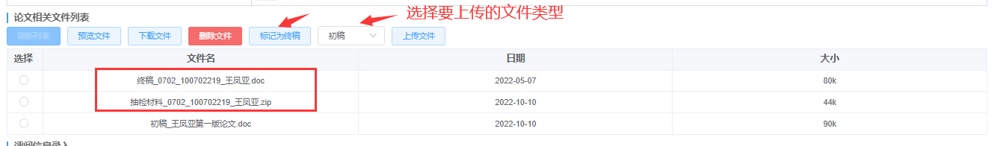 选择要上传的文件类型
论文相关文件列表
刷新列表 预览文件 下载文件 删除文件 标记为终稿 初稿 上传文件
选择 文件名 日期 大小
终稿_0702_100702219_王凤亚.doc 2022-05-07 80k
抽检材料_0702_100702219_王凤亚.zip 2022-10-10 44k
初稿_王凤亚第一版论文.doc 2022-10-10 90k
评阅信息录入